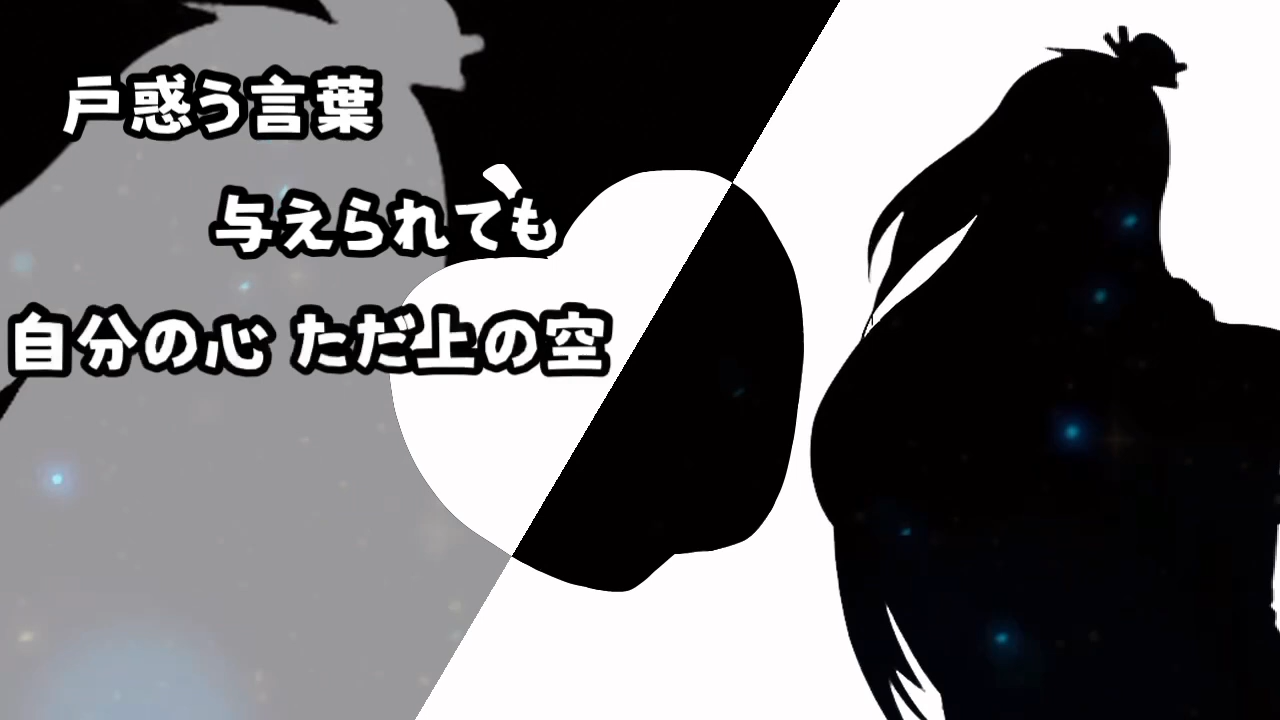 戸惑う言葉
与えられても
自分の心 ただ上の空